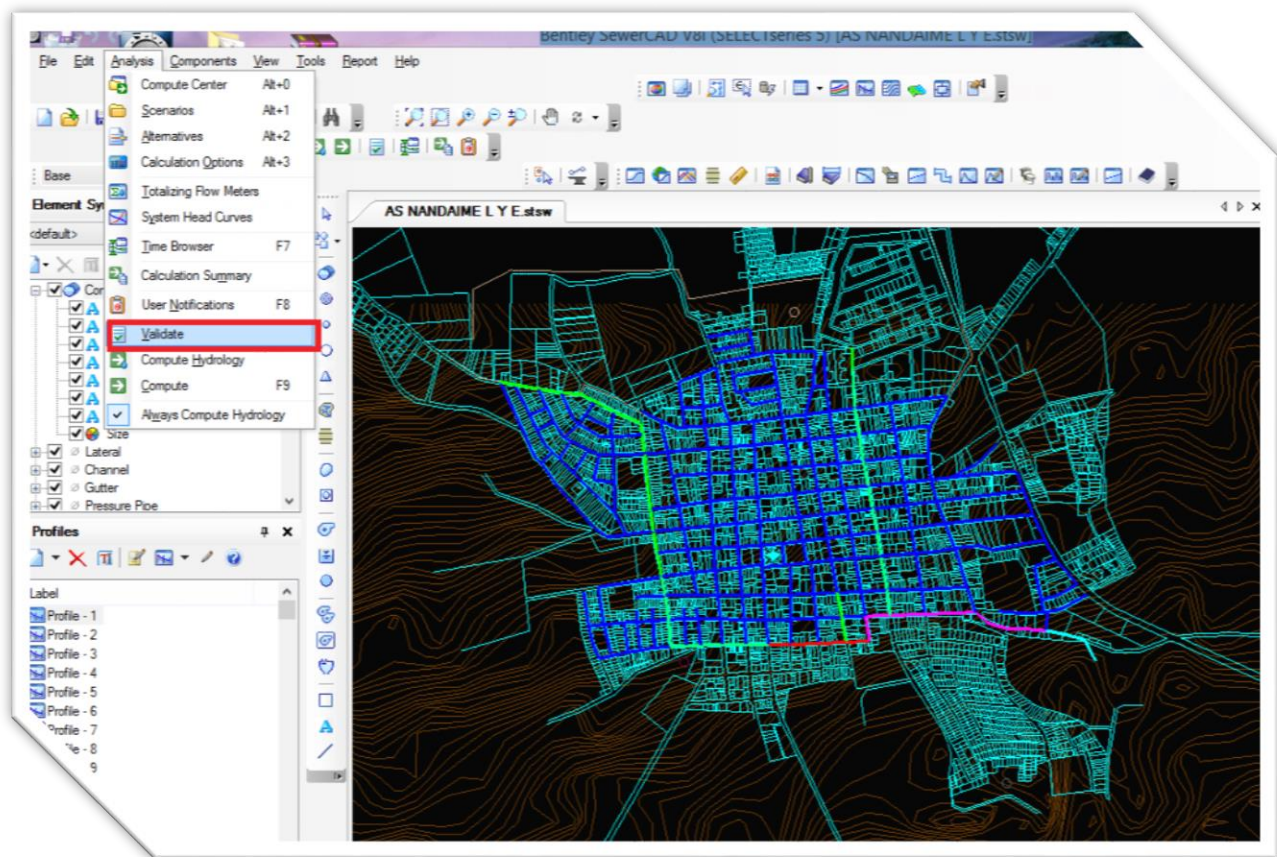 Bentley SewerCAD V8i (SELECTseries 5) [AS NANDAIME L Y E.stsw]
File Edit Analysis Components View Tools Report Help
Compute Center Alt+0
Scenarios Alt+1
Alternatives Alt+2
Calculation Options Alt+3
Totalizing Flow Meters
System Head Curves
Time Browser F7
Calculation Summary
User Notifications F8
Validate
Compute Hydrology
Compute F9
Always Compute Hydrology
Base
Element Sy
<default>
Con
Size
Lateral
Channel
Gutter
Pressure Pipe
Profiles
Label
Profile - 1
Profile - 2
Profile - 3
Profile - 4
Profile - 5
Profile - 6
Profile - 7
8
9
AS NANDAIME L Y E.stsw